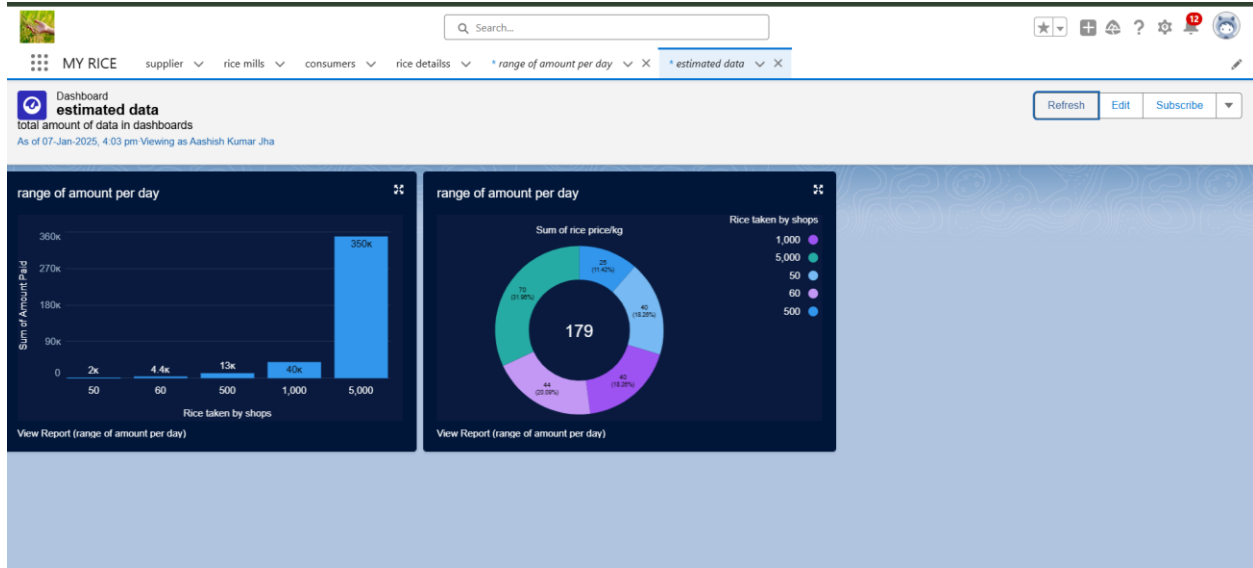 Search...
12
MY RICE supplier rice mills consumers rice detailss * range of amount per day * estimated data
Dashboard
estimated data
total amount of data in dashboards
As of 07-Jan-2025, 4:03 pm Viewing as Aashish Kumar Jha
Refresh Edit Subscribe
range of amount per day
Sum of Amount Paid
360K
270K
180K
90K
0
2K 4.4K 13K 40K 350K
50 60 500 1,000 5,000
Rice taken by shops
View Report (range of amount per day)
range of amount per day
Sum of rice price/kg
25
(11.42%)
40
(18.26%)
40
(18.26%)
44
(20.09%)
70
(31.96%)
179
Rice taken by shops
1,000
5,000
50
60
500
View Report (range of amount per day)